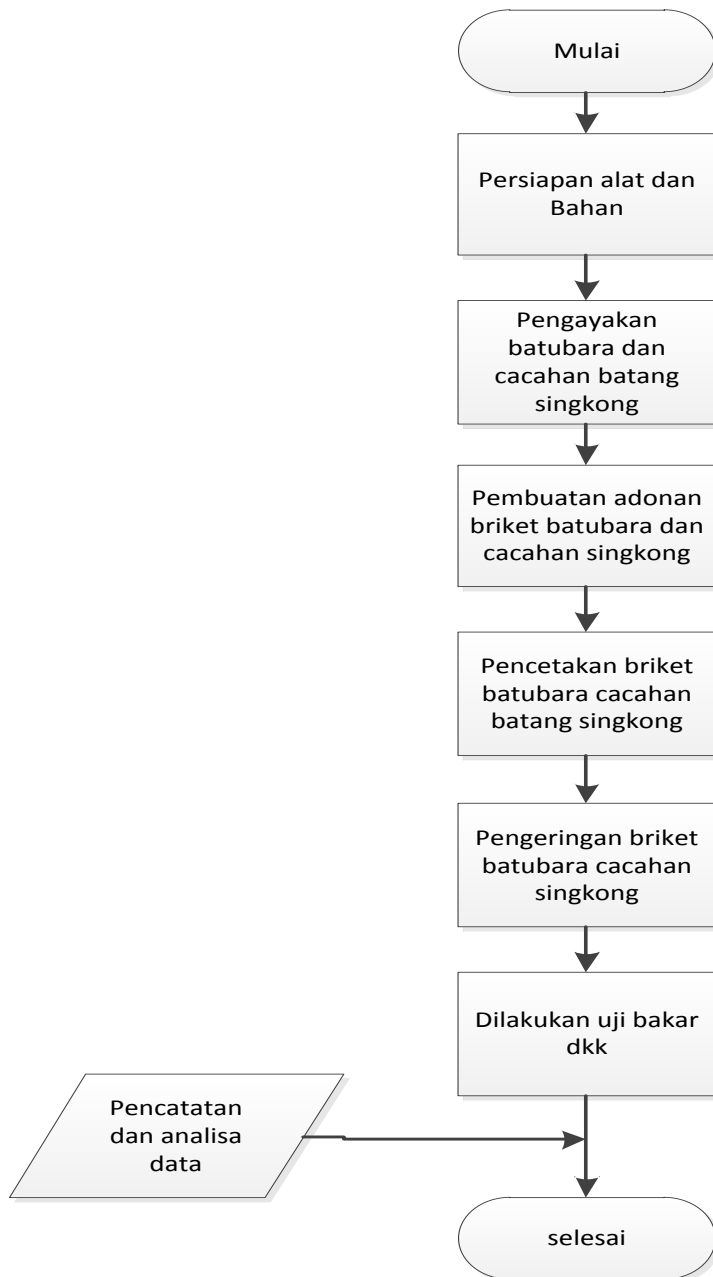 Mulai
Persiapan alat dan
Bahan
Pengayakan
batubara dan
cacahan batang
singkong
Pembuatan adonan
briket batubara dan
cacahan singkong
Pencetakan briket
batubara cacahan
batang singkong
Pengeringan briket
batubara cacahan
singkong
Dilakukan uji bakar
dkk
Pencatatan
dan analisa
data
selesai